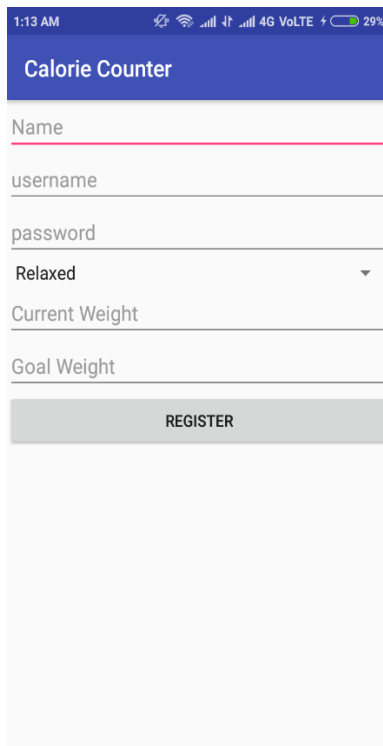 1:13 AM 4G VoLTE 29%
Calorie Counter
Name
username
password
Relaxed
Current Weight
Goal Weight
REGISTER